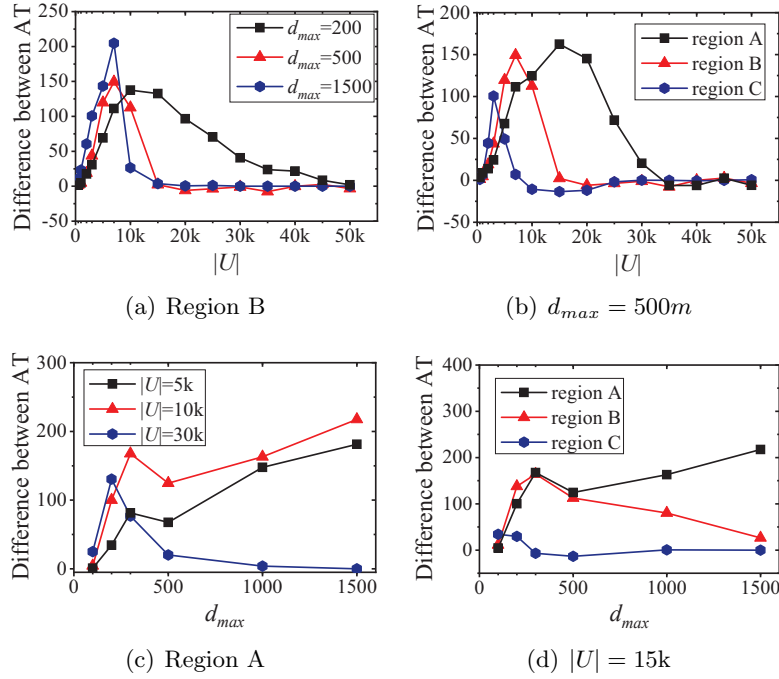 Difference between AT
250
200
150
100
50
0
-50
d_max=200
d_max=500
d_max=1500
0 10k 20k 30k 40k 50k
|U|
(a) Region B
Difference between AT
200
150
100
50
0
-50
region A
region B
region C
0 10k 20k 30k 40k 50k
|U|
(b) d_max = 500m
Difference between AT
300
200
100
0
|U|=5k
|U|=10k
|U|=30k
0 500 1000 1500
d_max
(c) Region A
Difference between AT
400
300
200
100
0
region A
region B
region C
0 500 1000 1500
d_max
(d) |U| = 15k